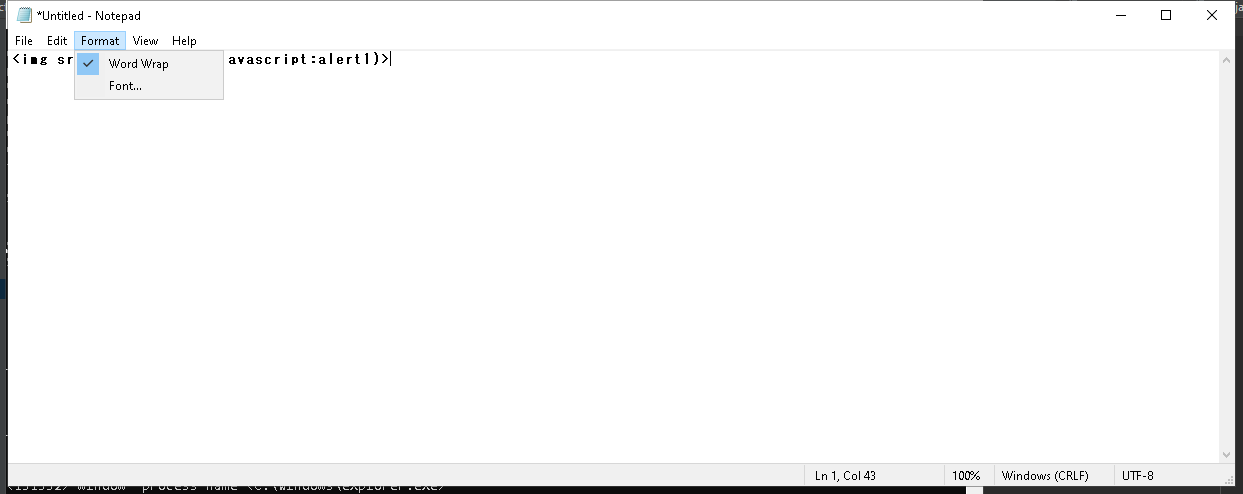 *Untitled - Notepad
File Edit Format View Help
<img sr avascript:alert1)>
Word Wrap
Font...
Ln 1, Col 43 100% Windows (CRLF) UTF-8